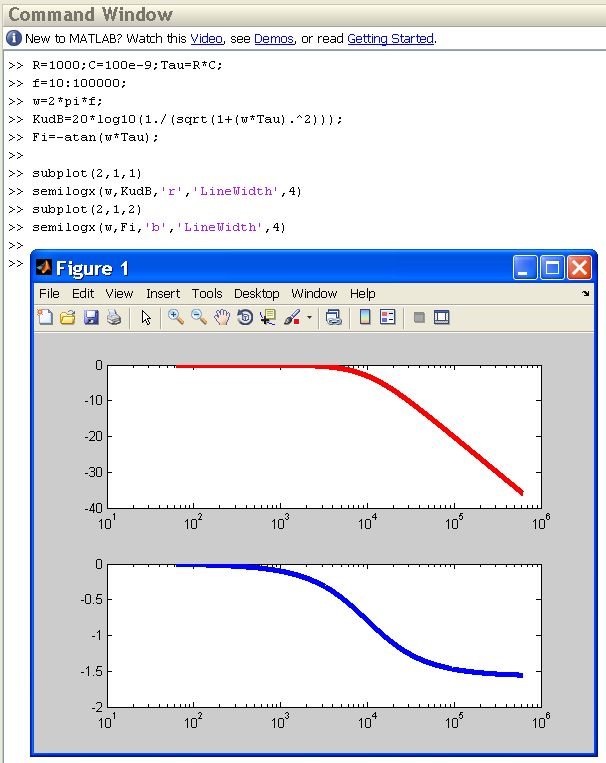 Command Window
New to MATLAB? Watch this Video, see Demos, or read Getting Started.
>> R=1000;C=100e-9;Tau=R*C;
>> f=10:100000;
>> w=2*pi*f;
>> KudB=20*log10(1./(sqrt(1+(w*Tau).^2)));
>> Fi=-atan(w*Tau);
>>
>> subplot(2,1,1)
>> semilogx(w,KudB,'r','LineWidth',4)
>> subplot(2,1,2)
>> semilogx(w,Fi,'b','LineWidth',4)
>>
>>
Figure 1
File Edit View Insert Tools Desktop Window Help
0
-10
-20
-30
-40
10^1 10^2 10^3 10^4 10^5 10^6
0
-0.5
-1
-1.5
-2
10^1 10^2 10^3 10^4 10^5 10^6